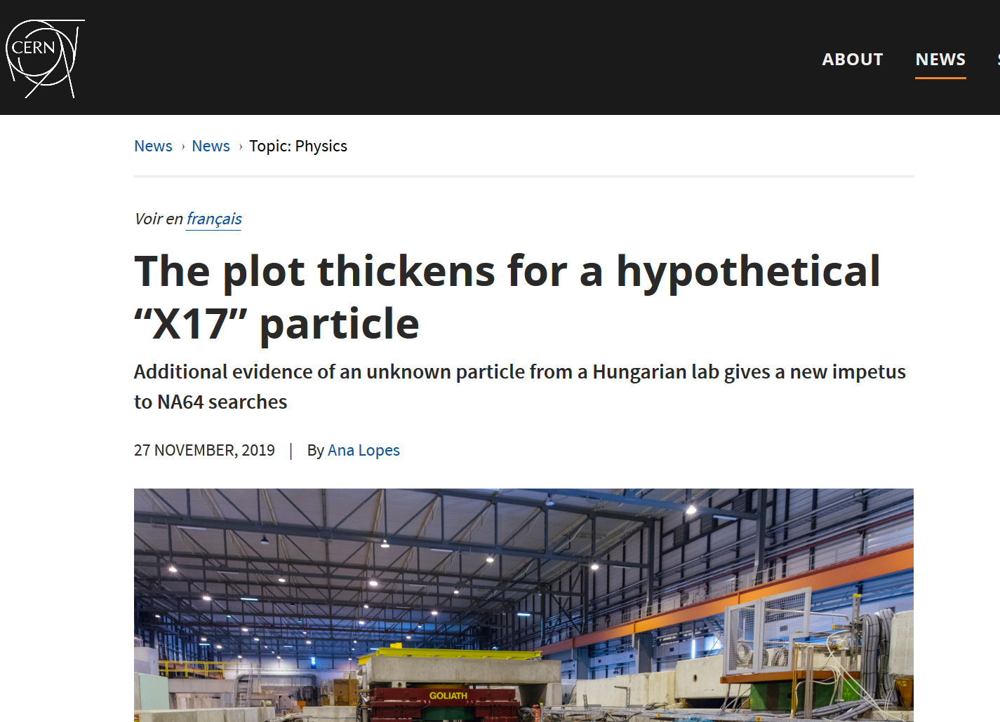 CERN
ABOUT NEWS
News › News › Topic: Physics
Voir en français
The plot thickens for a hypothetical
“X17” particle
Additional evidence of an unknown particle from a Hungarian lab gives a new impetus
to NA64 searches
27 NOVEMBER, 2019 | By Ana Lopes
GOLIATH